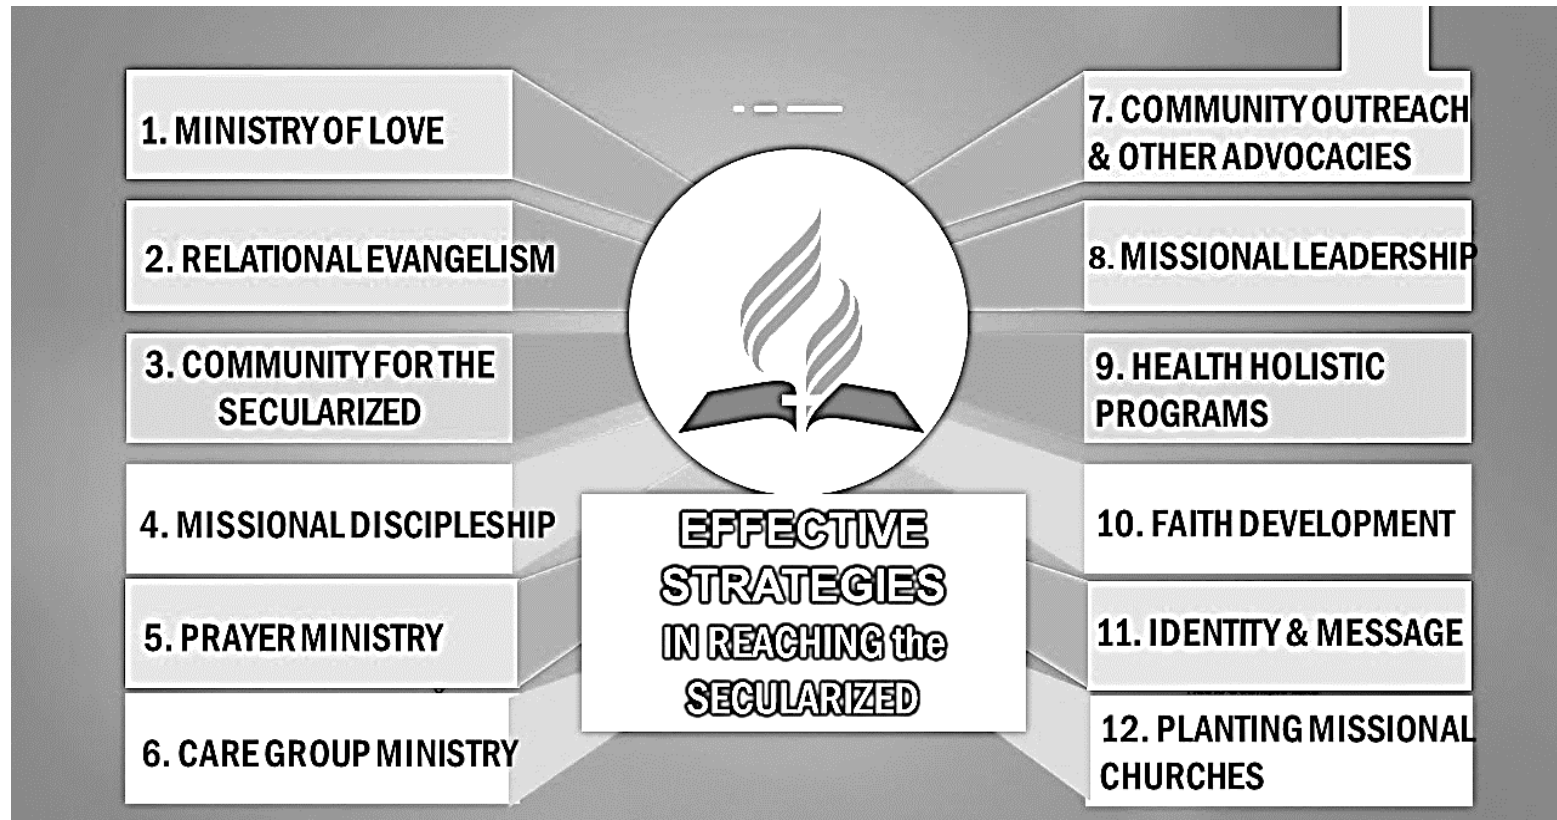 1. MINISTRY OF LOVE
2. RELATIONAL EVANGELISM
3. COMMUNITY FOR THE
SECULARIZED
4. MISSIONAL DISCIPLESHIP
5. PRAYER MINISTRY
6. CARE GROUP MINISTRY
EFFECTIVE
STRATEGIES
IN REACHING the
SECULARIZED
7. COMMUNITY OUTREACH
& OTHER ADVOCACIES
8. MISSIONAL LEADERSHIP
9. HEALTH HOLISTIC
PROGRAMS
10. FAITH DEVELOPMENT
11. IDENTITY & MESSAGE
12. PLANTING MISSIONAL
CHURCHES